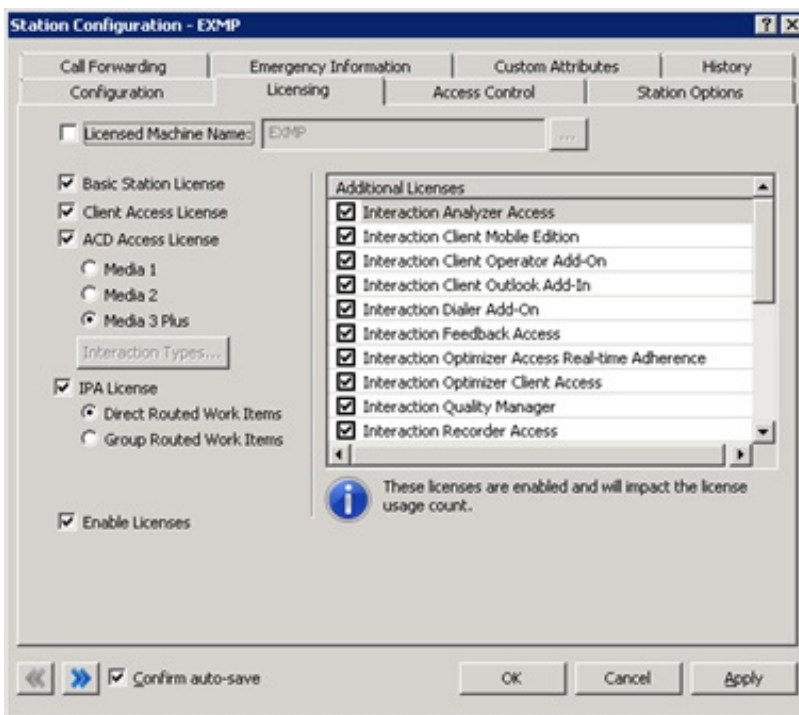 Station Configuration - EXMP
Call Forwarding
Emergency Information
Custom Attributes
History
Configuration
Licensing
Access Control
Station Options
Licensed Machine Name:
EXMP
...
Basic Station License
Client Access License
ACD Access License
Media 1
Media 2
Media 3 Plus
Interaction Types...
IPA License
Direct Routed Work Items
Group Routed Work Items
Enable Licenses
Additional Licenses
Interaction Analyzer Access
Interaction Client Mobile Edition
Interaction Client Operator Add-On
Interaction Client Outlook Add-In
Interaction Dialer Add-On
Interaction Feedback Access
Interaction Optimizer Access Real-time Adherence
Interaction Optimizer Client Access
Interaction Quality Manager
Interaction Recorder Access
These licenses are enabled and will impact the license
usage count.
Confirm auto-save
OK
Cancel
Apply